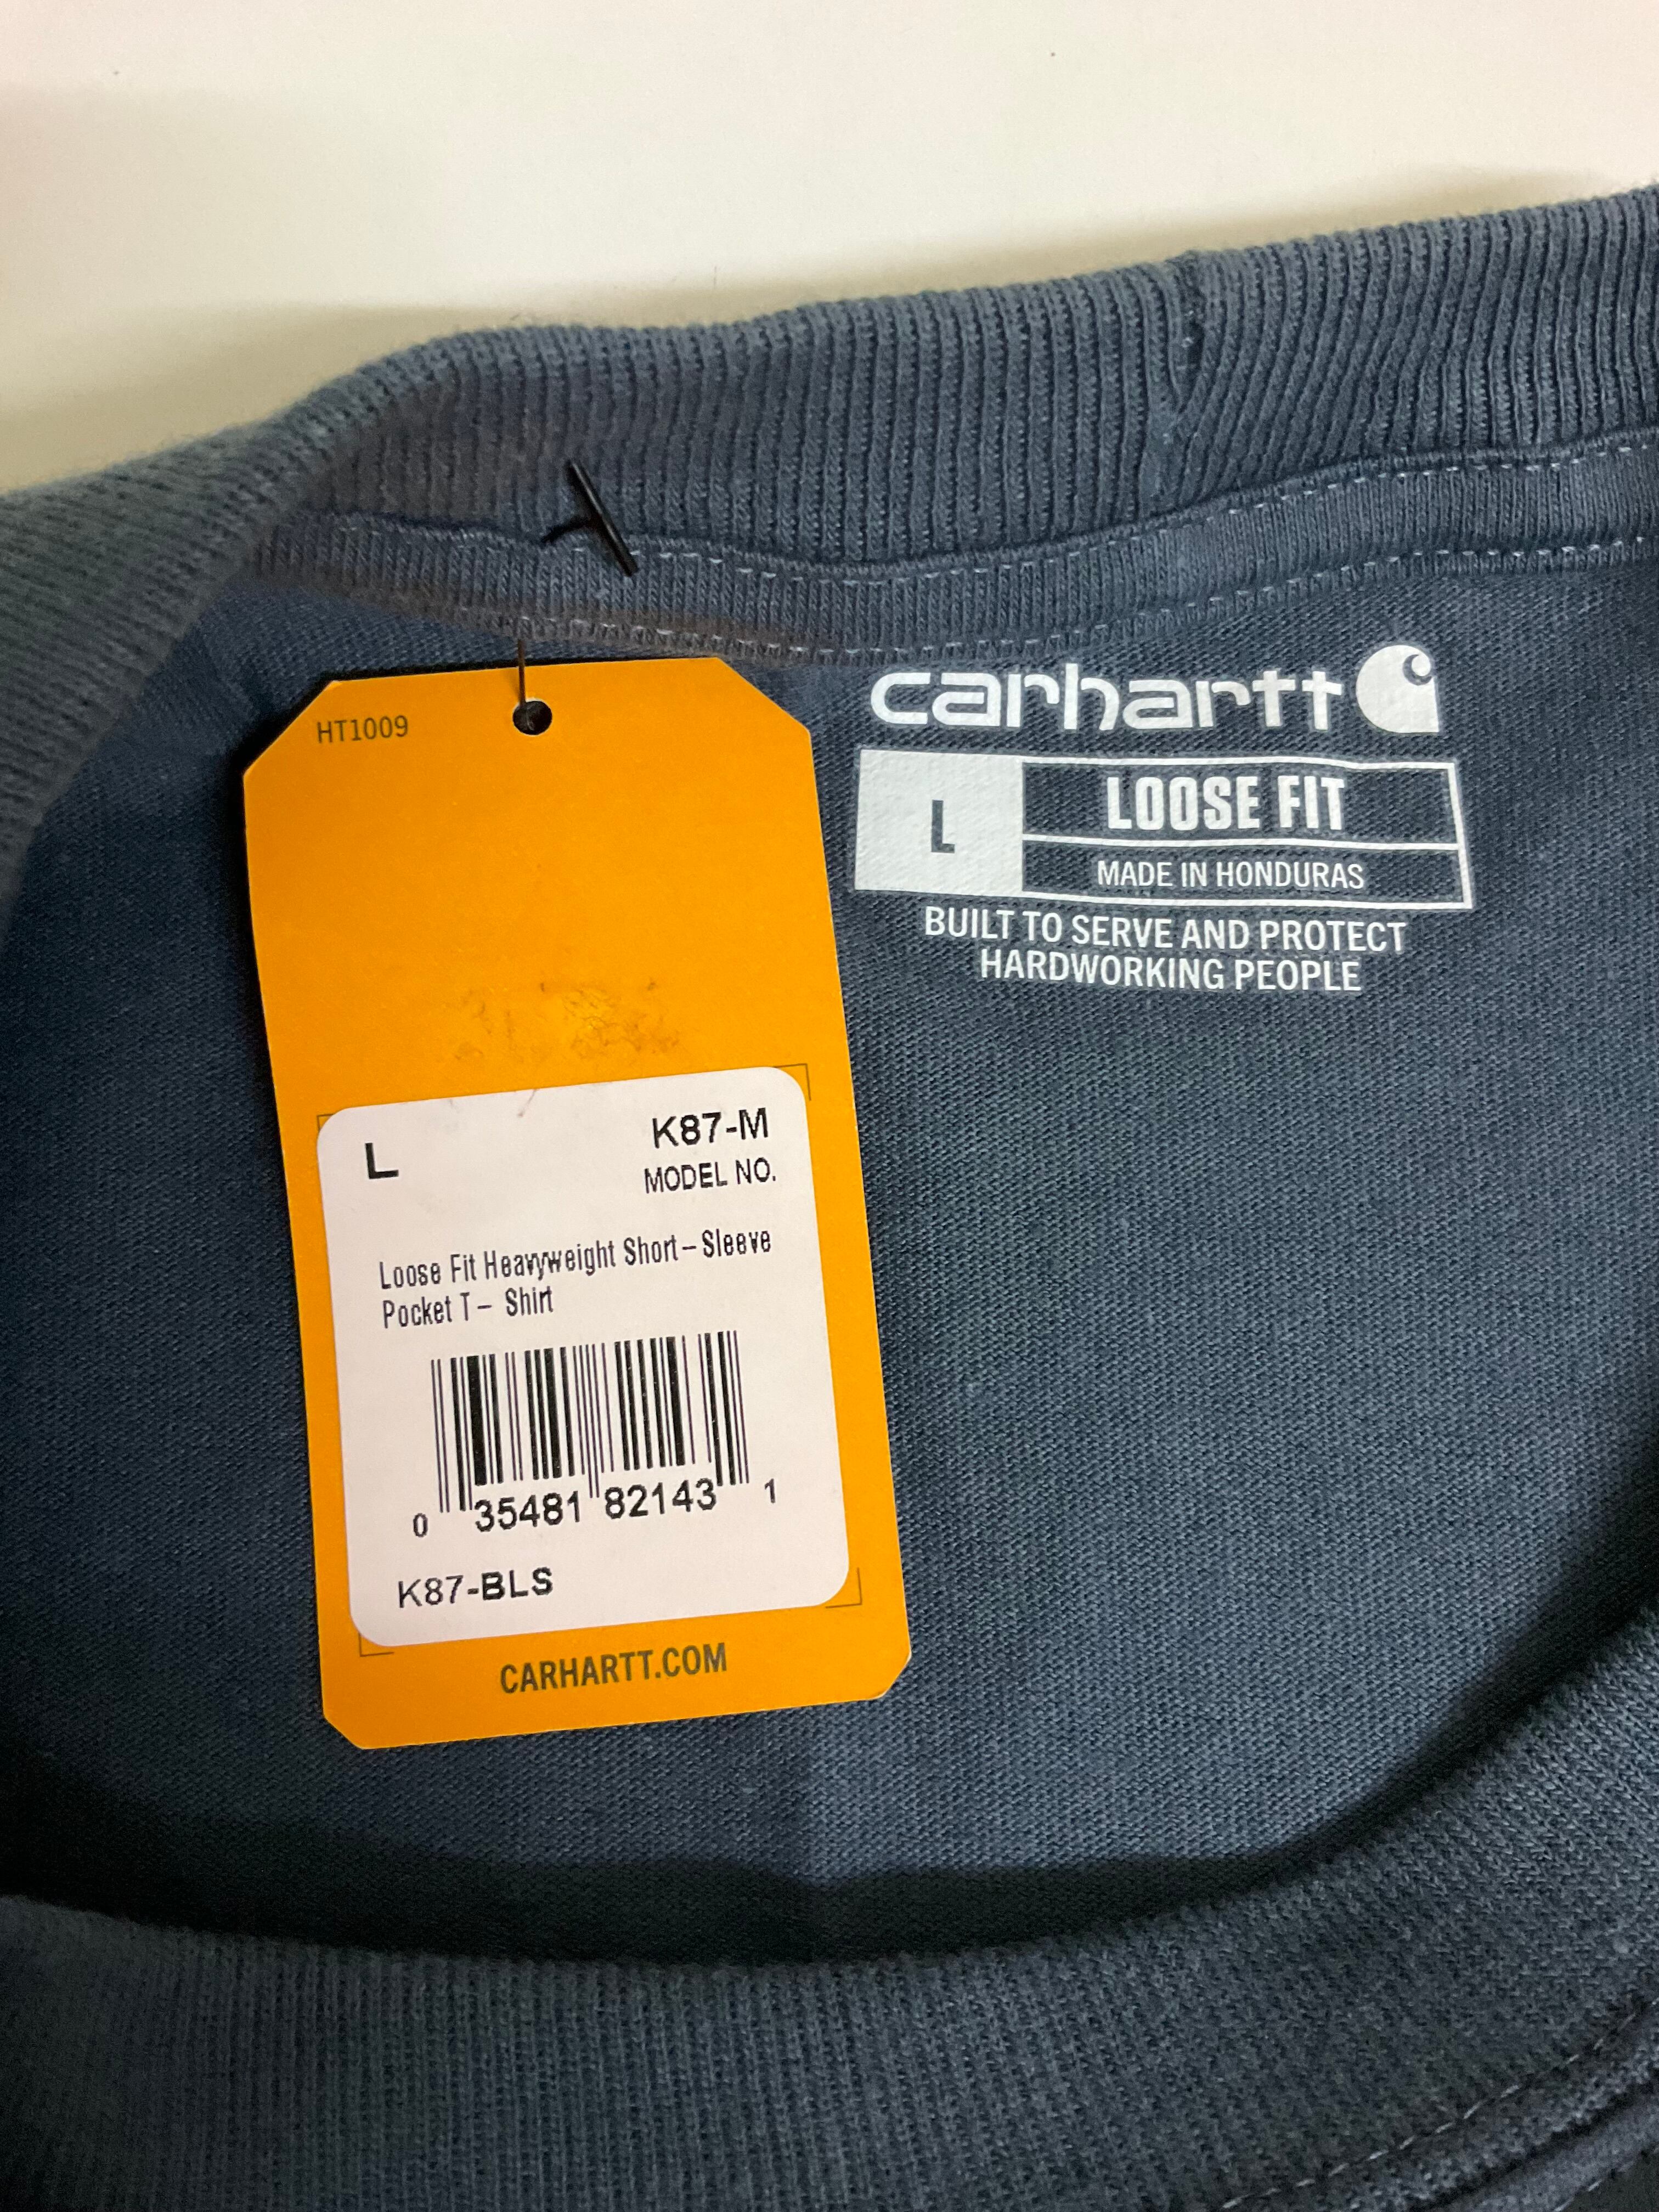 HT1009
L
K87-M
MODEL NO.
Loose Fit Heavyweight Short-Sleeve
Pocket T- Shirt
0 35481 82143 1
K87-BLS
CARHARTT.COM
carhartt
L
LOOSE FIT
MADE IN HONDURAS
BUILT TO SERVE AND PROTECT
HARDWORKING PEOPLE